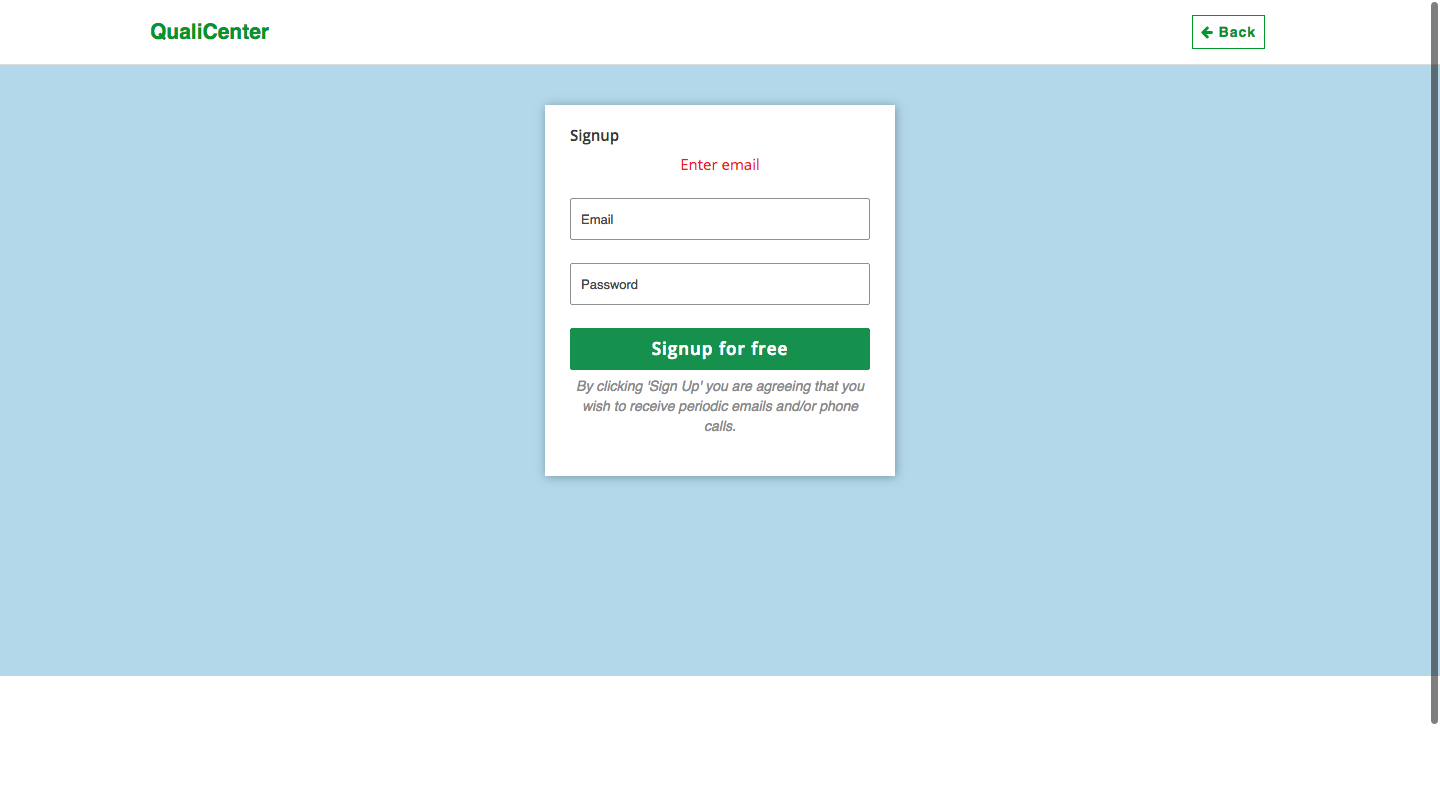 QualiCenter
Back
Signup
Enter email
Email
Password
Signup for free
By clicking 'Sign Up' you are agreeing that you
wish to receive periodic emails and/or phone
calls.